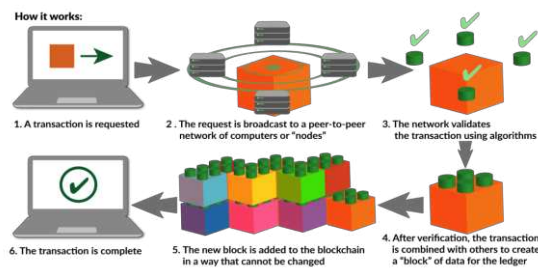 How it works:
1. A transaction is requested
2 . The request is broadcast to a peer-to-peer
network of computers or “nodes”
3. The network validates
the transaction using algorithms
4. After verification, the transaction
is combined with others to create
a “block” of data for the ledger
5. The new block is added to the blockchain
in a way that cannot be changed
6. The transaction is complete